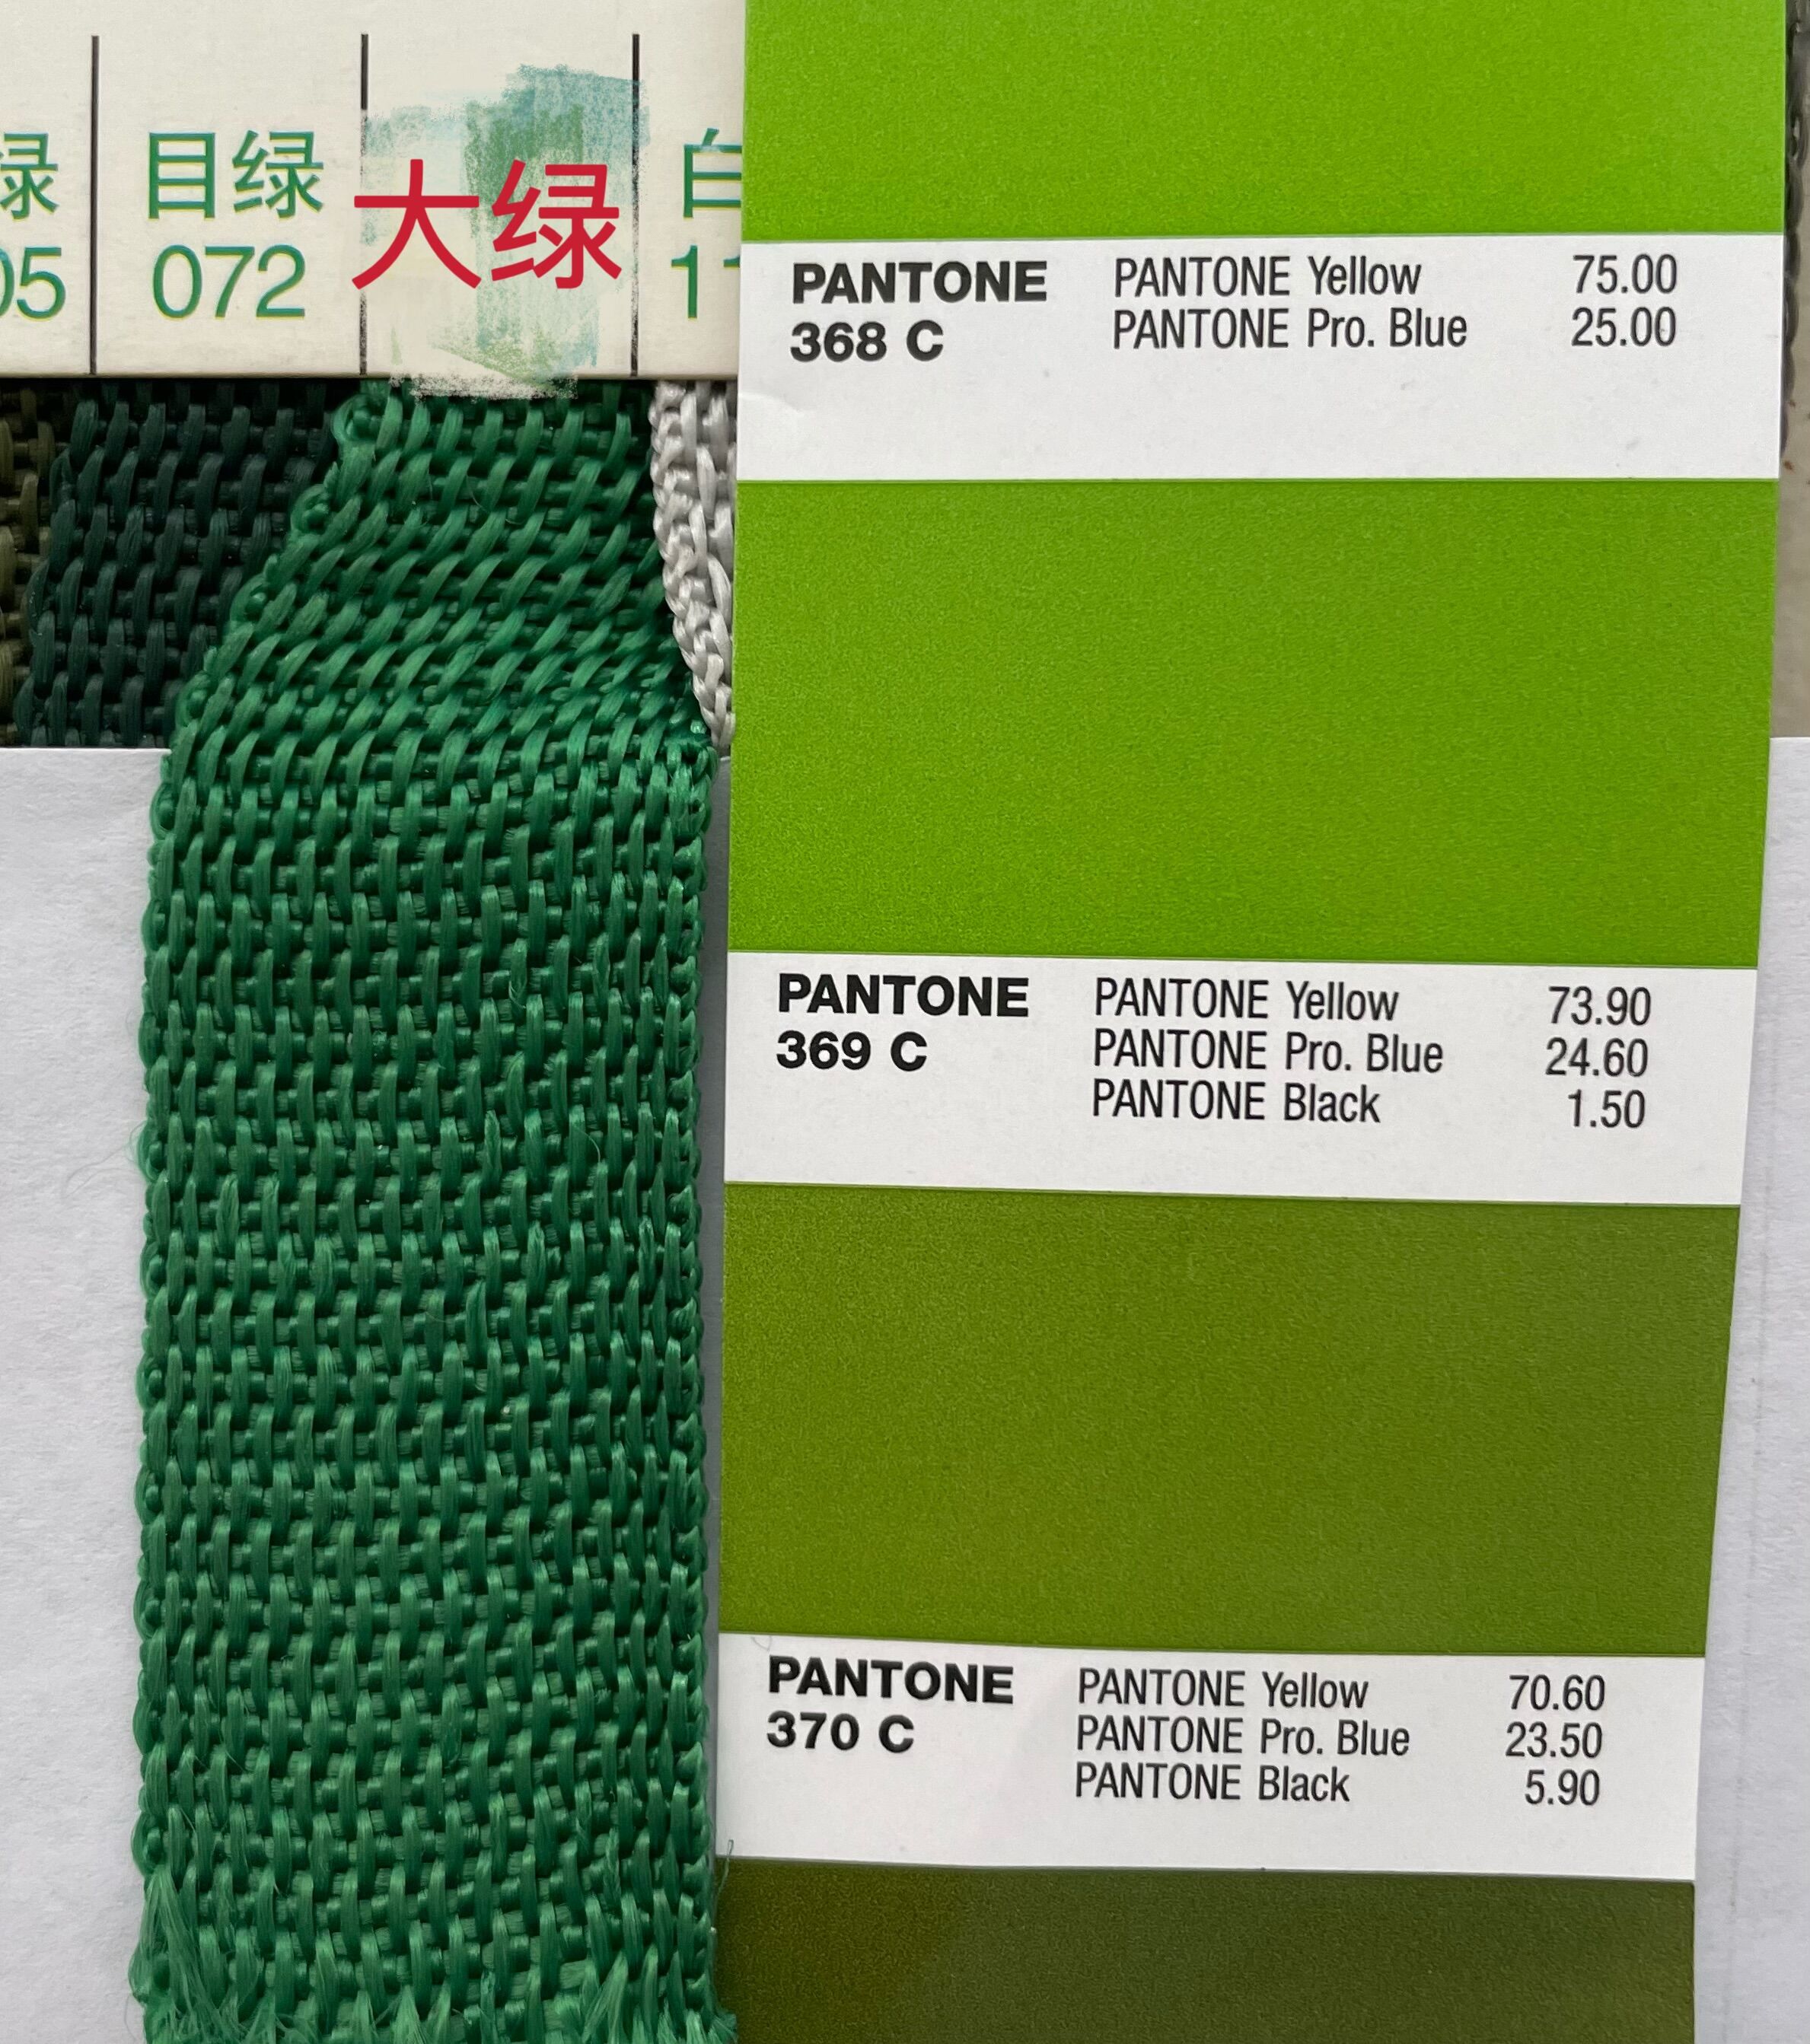 绿
05
目绿
072
大绿
白
11
PANTONE
368 C
PANTONE Yellow 75.00
PANTONE Pro. Blue 25.00
PANTONE
369 C
PANTONE Yellow 73.90
PANTONE Pro. Blue 24.60
PANTONE Black 1.50
PANTONE
370 C
PANTONE Yellow 70.60
PANTONE Pro. Blue 23.50
PANTONE Black 5.90